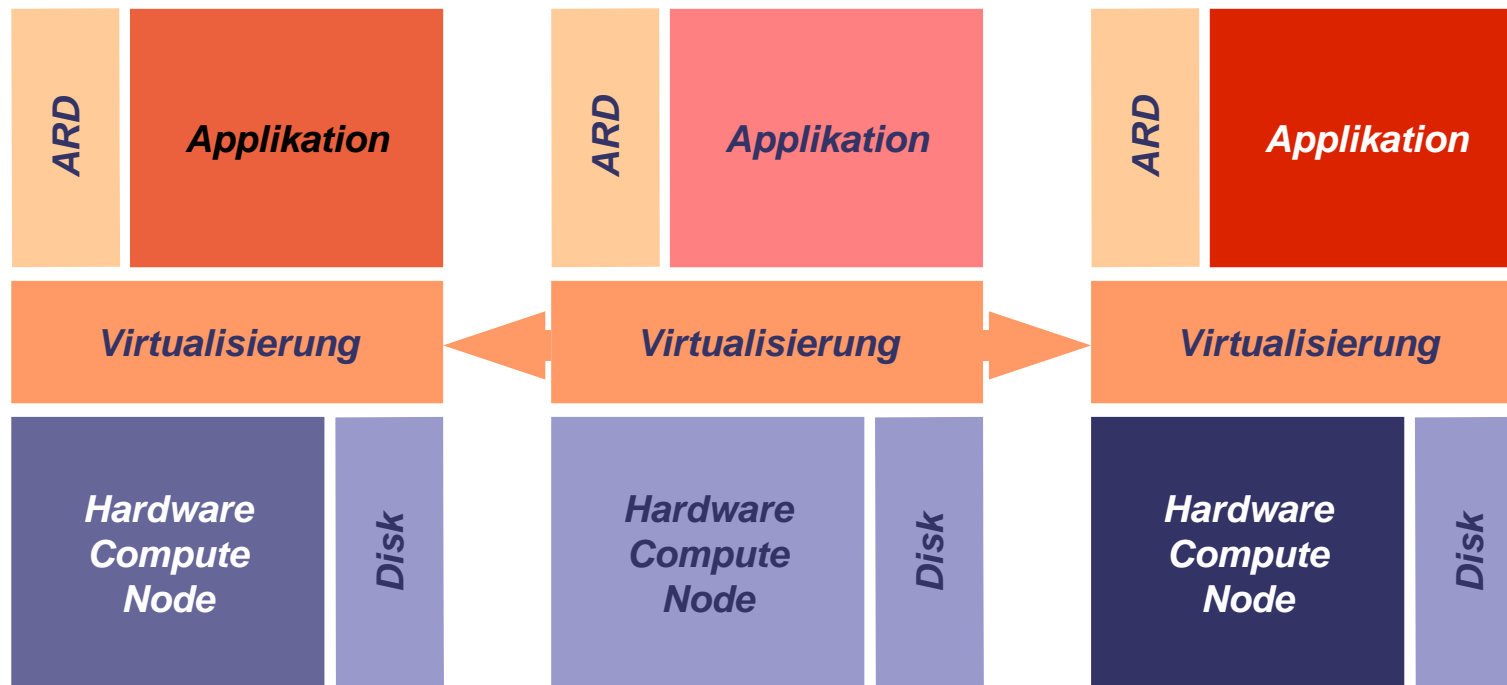 ARD
Applikation
ARD
Applikation
ARD
Applikation
Virtualisierung
Virtualisierung
Virtualisierung
Hardware
Compute
Node
Disk
Hardware
Compute
Node
Disk
Hardware
Compute
Node
Disk